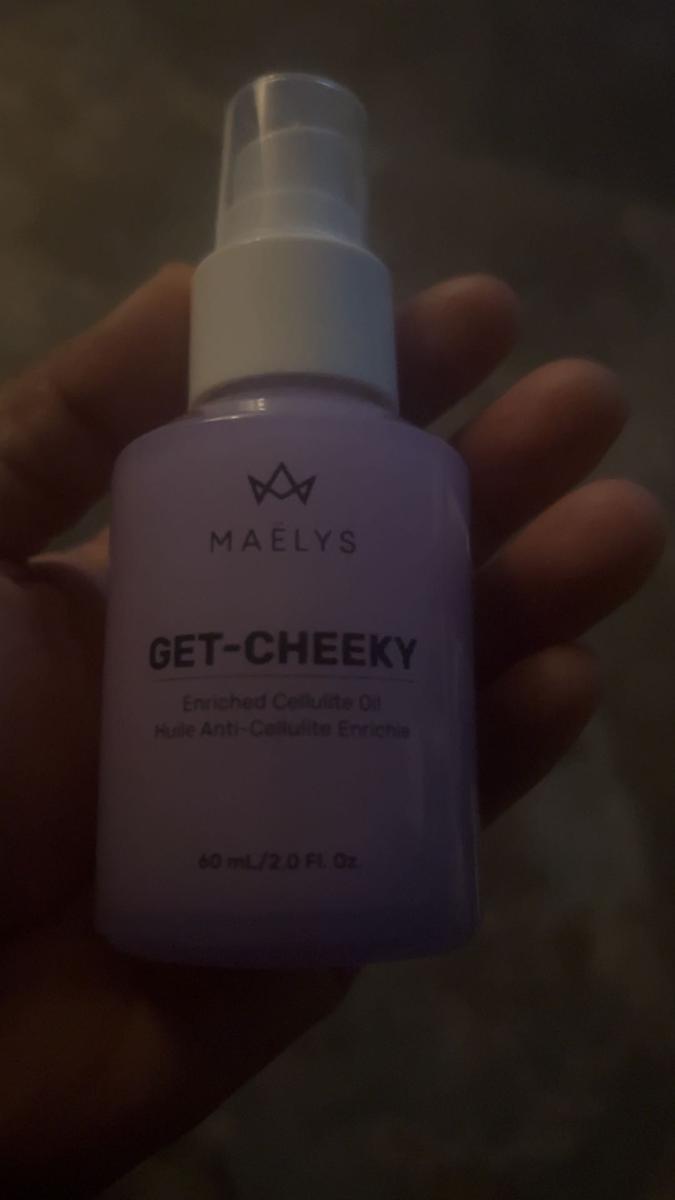 MAËLYS
GET-CHEEKY
Enriched Cellulite Oil
Huile Anti-Cellulite Enrichie
60 mL/2.0 Fl. Oz.